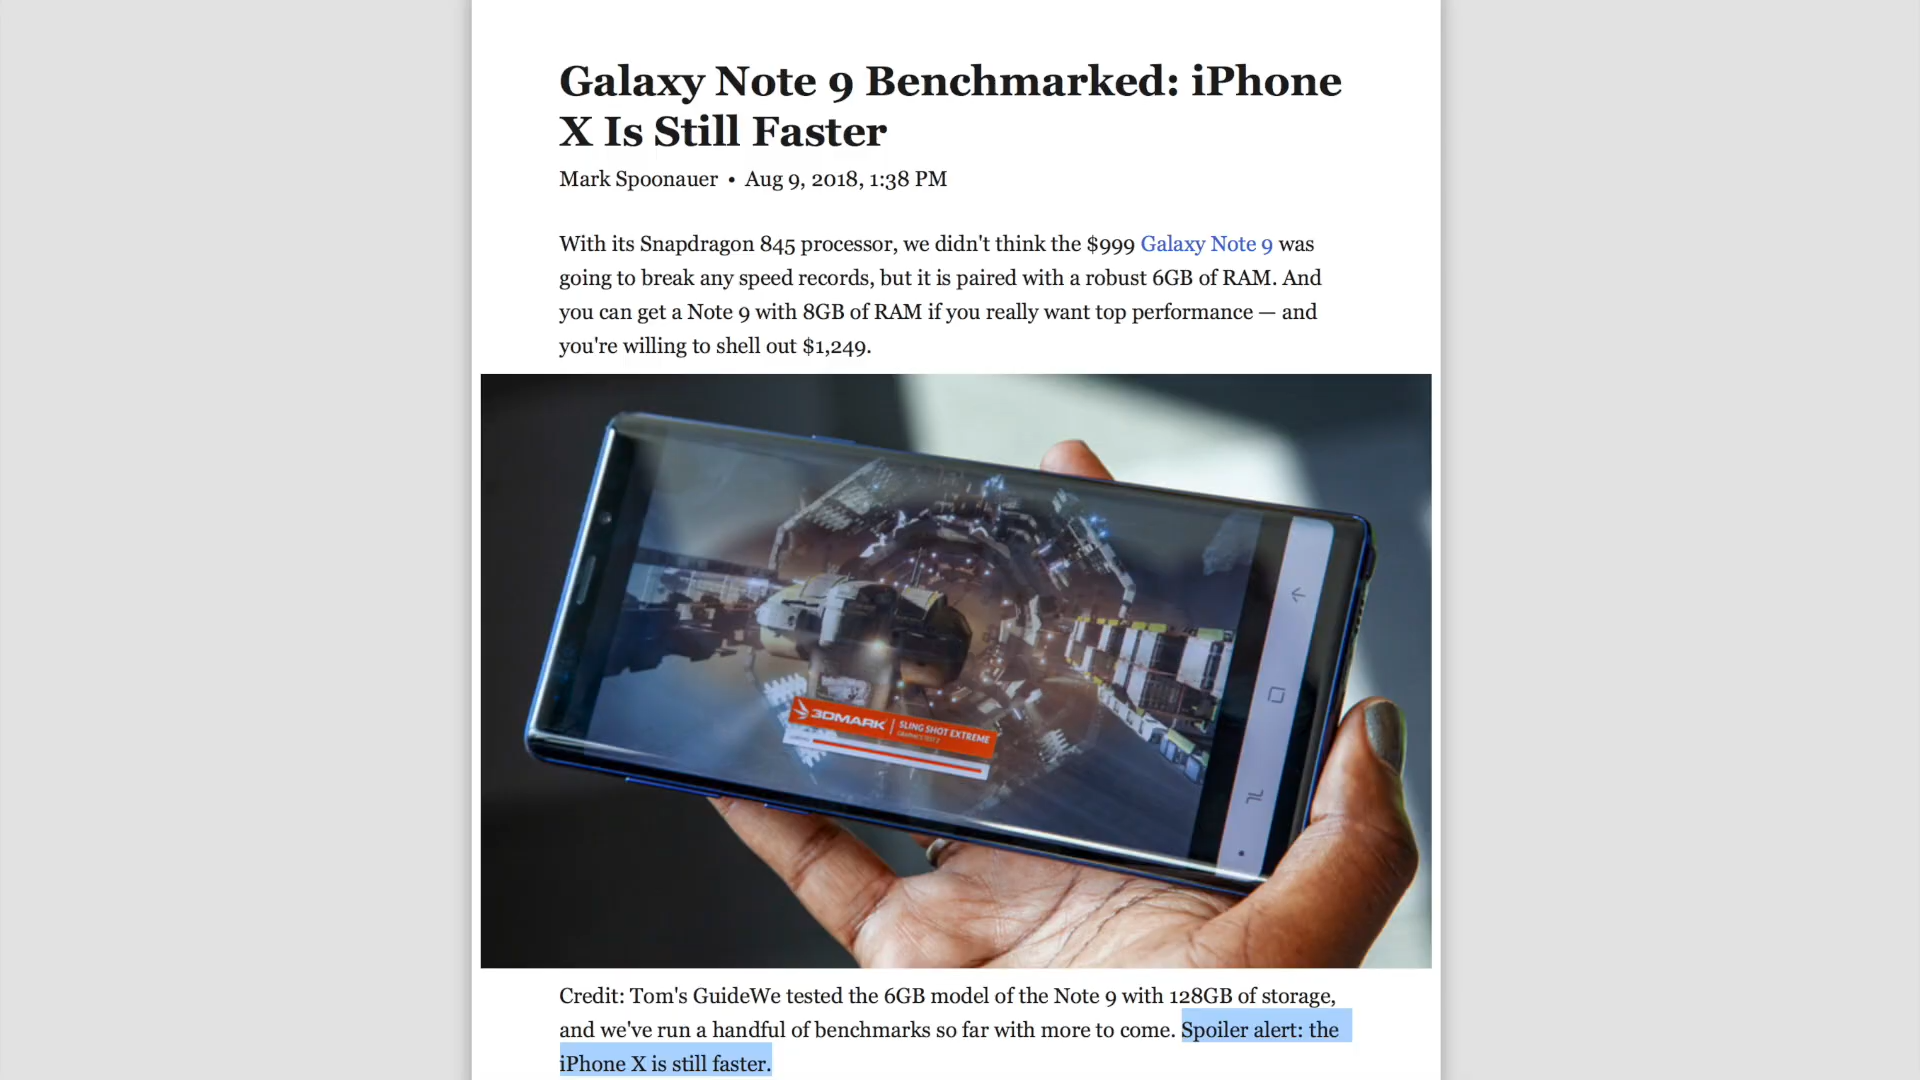 Galaxy Note 9 Benchmarked: iPhone
X Is Still Faster
Mark Spoonauer • Aug 9, 2018, 1:38 PM
With its Snapdragon 845 processor, we didn't think the $999 Galaxy Note 9 was
going to break any speed records, but it is paired with a robust 6GB of RAM. And
you can get a Note 9 with 8GB of RAM if you really want top performance — and
you're willing to shell out $1,249.
3DMARK | SLING SHOT EXTREME
GRAPHICS TEST 2
Credit: Tom's GuideWe tested the 6GB model of the Note 9 with 128GB of storage,
and we've run a handful of benchmarks so far with more to come. Spoiler alert: the
iPhone X is still faster.